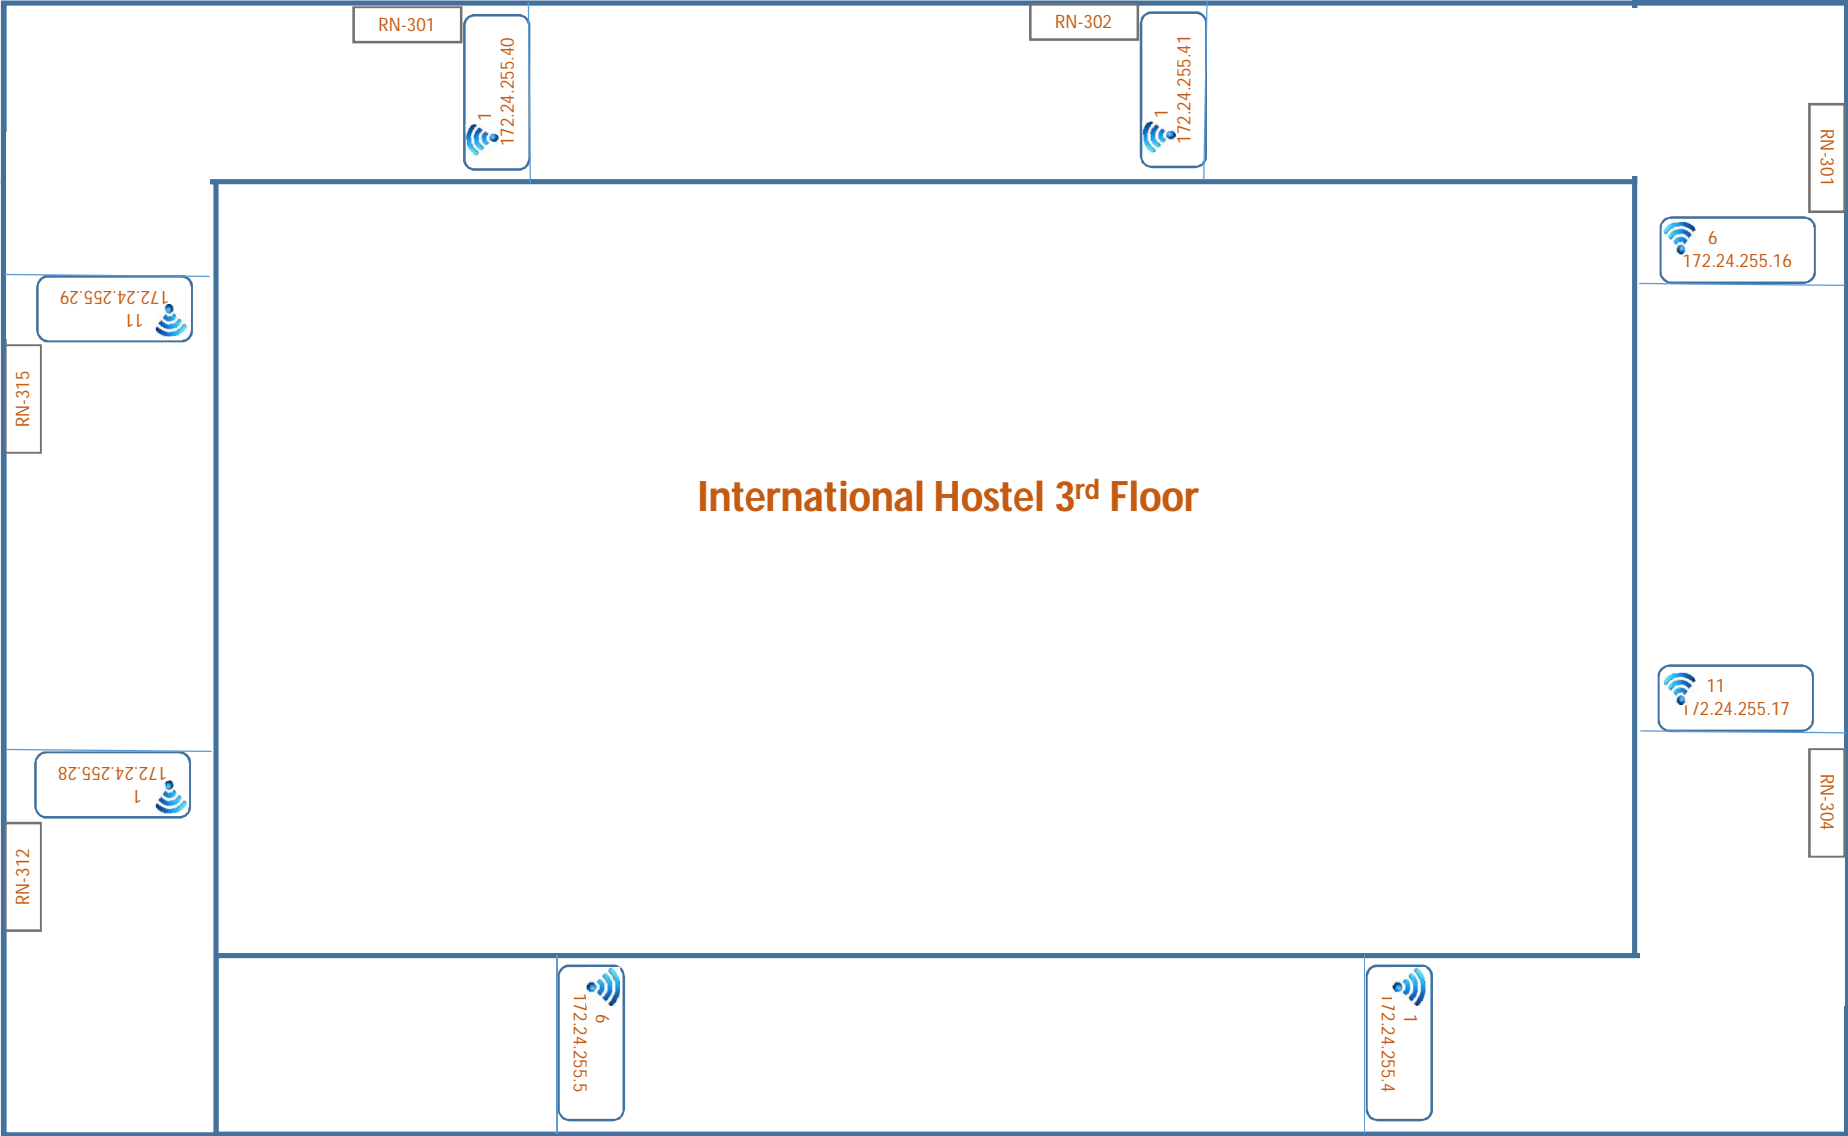 RN-301
1
172.24.255.40
RN-302
1
172.24.255.41
RN-301
6
172.24.255.16
172.24.255.29
11
RN-315
International Hostel 3rd Floor
11
172.24.255.17
RN-304
172.24.255.28
1
RN-312
6
172.24.255.5
1
172.24.255.4